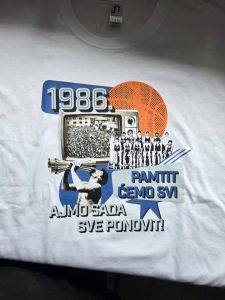 1986.
PAMTIT
ĆEMO SVI
AJMO SADA
SVE PONOVIT!